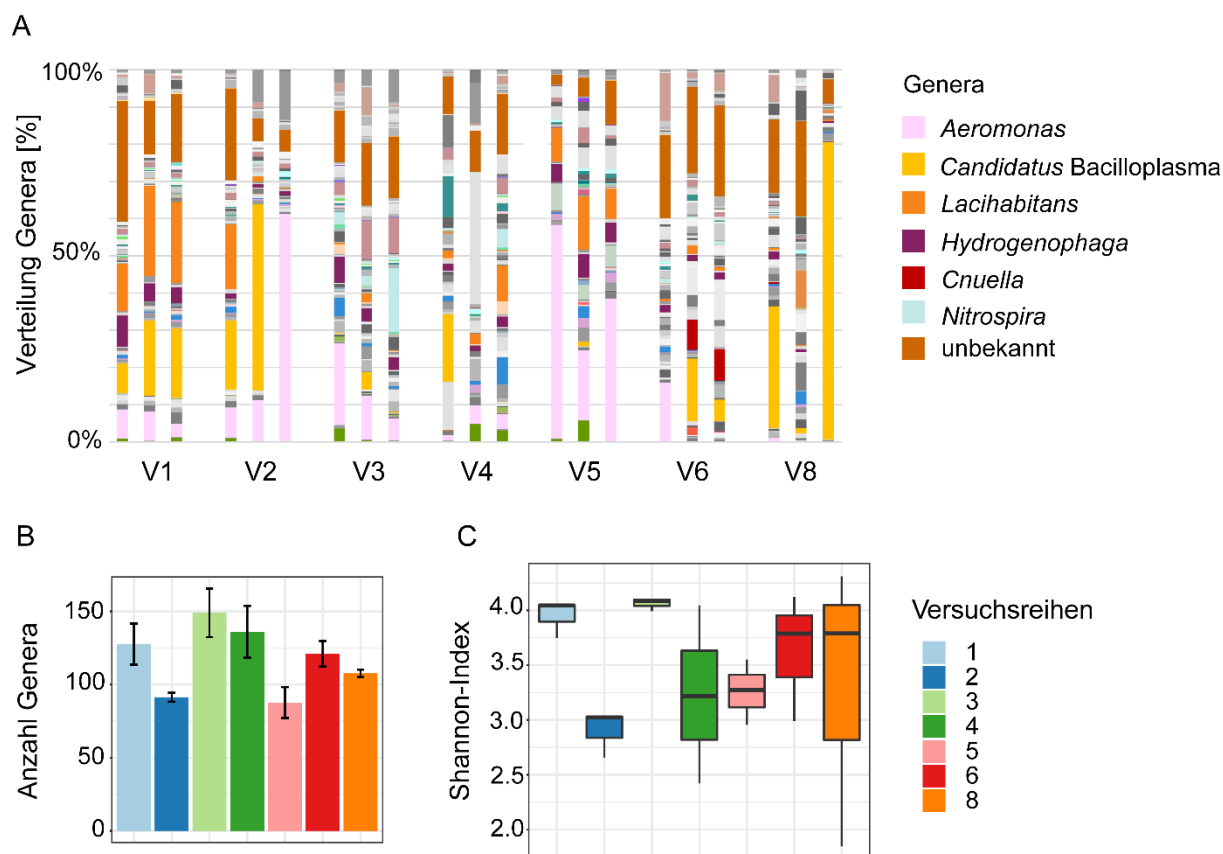 A
100%
50%
0%
Verteilung Genera [%]
V1 V2 V3 V4 V5 V6 V8
Genera
Aeromonas
Candidatus Bacilloplasma
Lacihabitans
Hydrogenophaga
Cnuella
Nitrospira
unbekannt
B
Anzahl Genera
150
100
50
0
C
Shannon-Index
4.0
3.5
3.0
2.5
2.0
Versuchsreihen
1
2
3
4
5
6
8